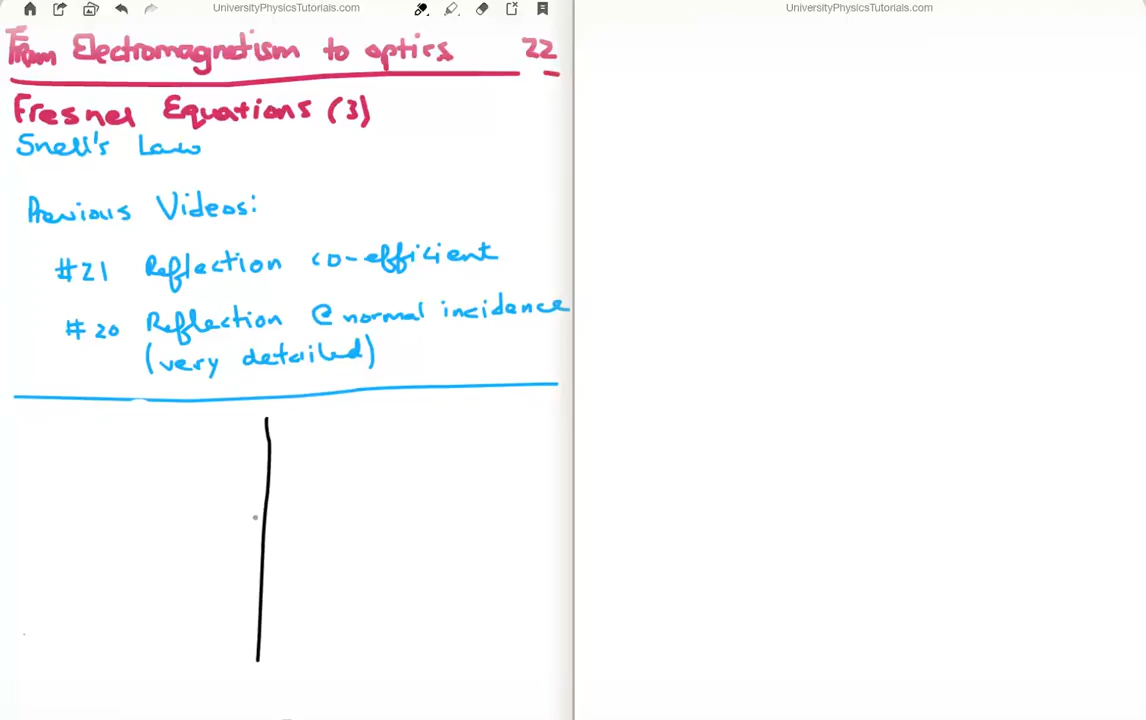 UniversityPhysicsTutorials.com
UniversityPhysicsTutorials.com
From Electromagnetism to optics 22
Fresnel Equations (3)
Snell's Law
Previous Videos:
#21 Reflection co-efficient
#20 Reflection @ normal incidence
(very detailed)